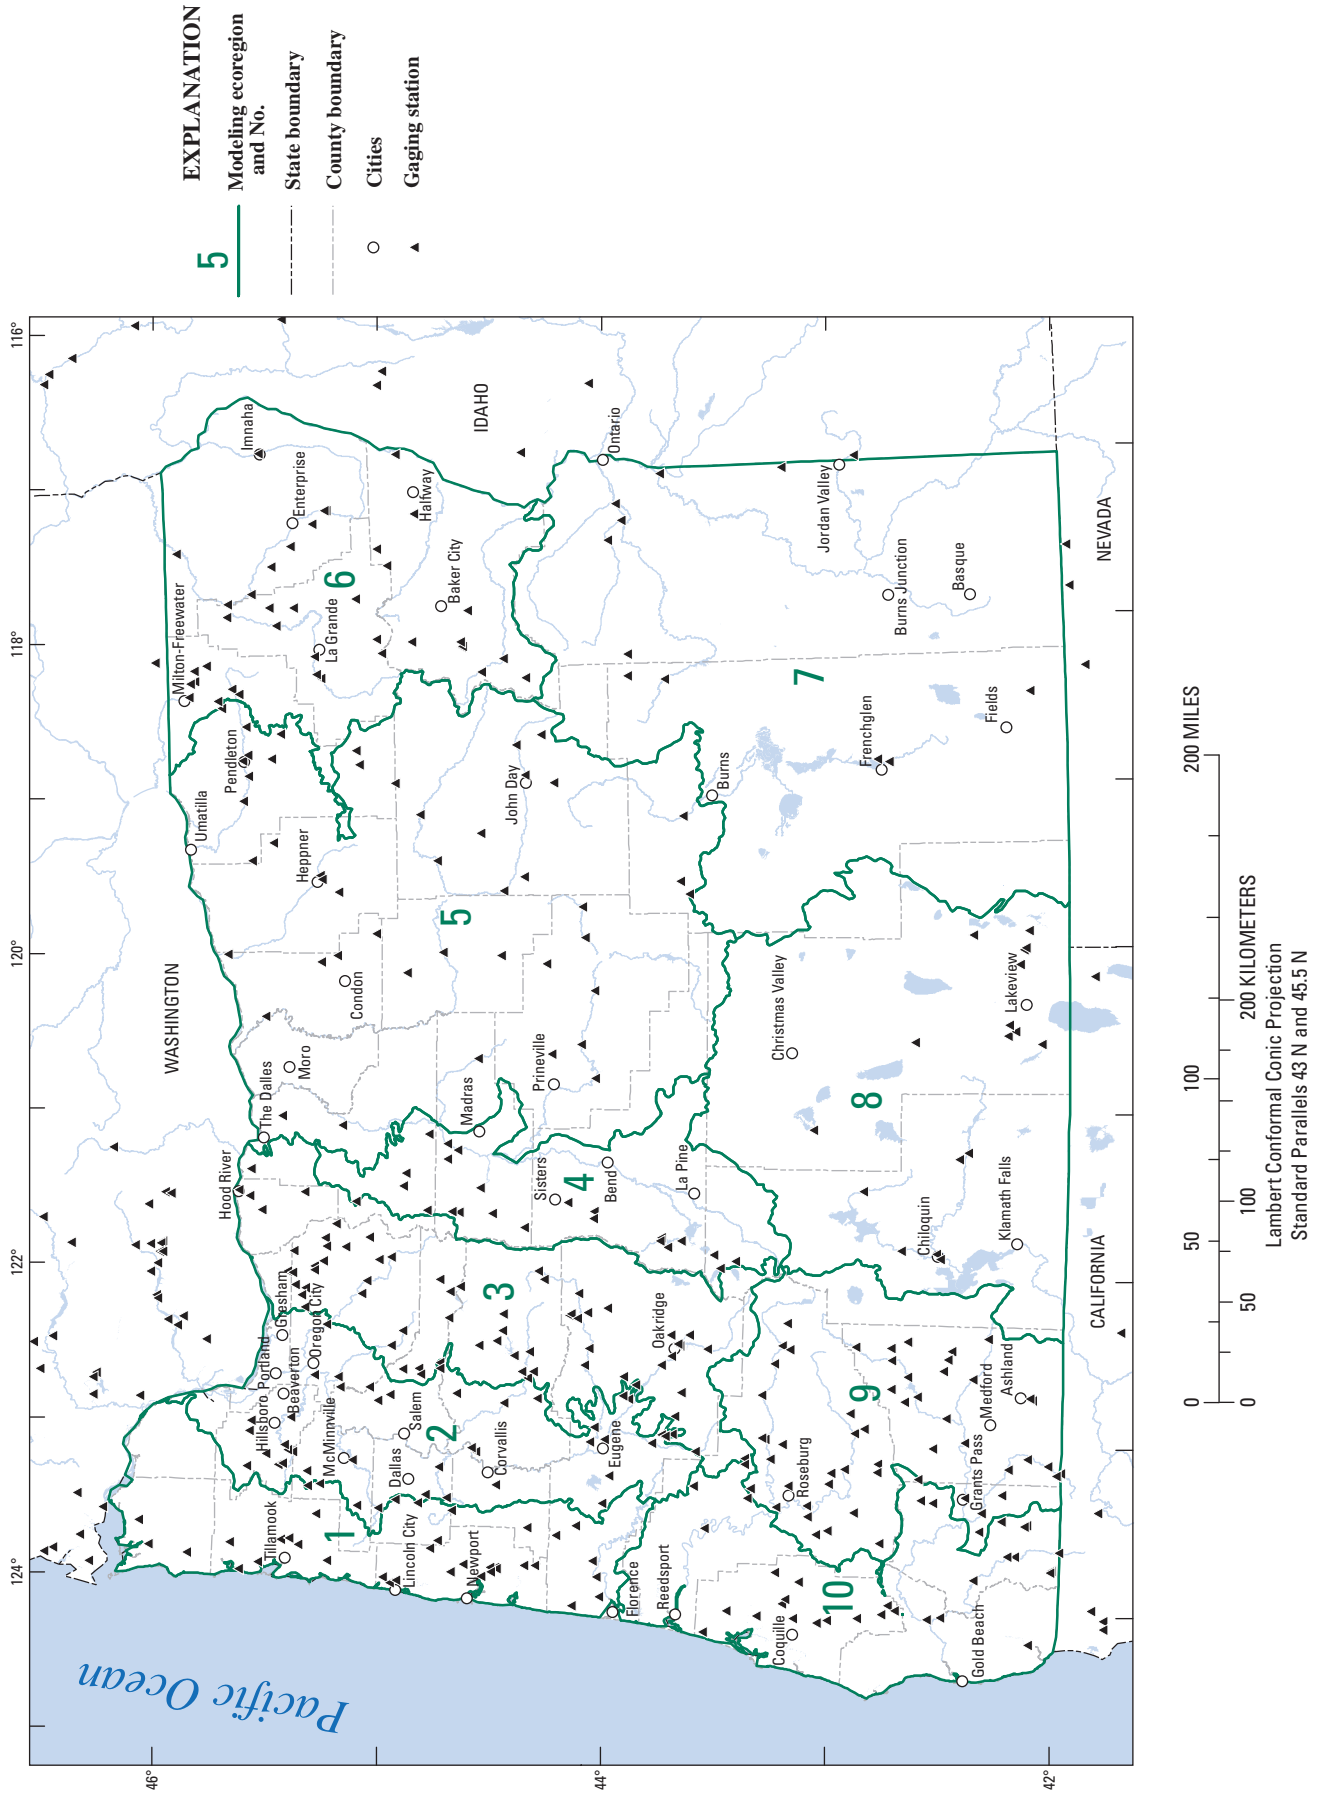 EXPLANATION
5
Modeling ecoregion
and No.
State boundary
County boundary
Cities
Gaging station
124°
122°
120°
118°
116°
46°
44°
42°
Pacific Ocean
WASHINGTON
IDAHO
NEVADA
CALIFORNIA
1
2
3
4
5
6
7
8
9
10
Tillamook
Hillsboro
Portland
Beaverton
Gresham
Oregon City
McMinnville
Dallas
Salem
Lincoln City
Newport
Corvallis
Eugene
Florence
Reedsport
Oakridge
Coquille
Roseburg
Gold Beach
Grants Pass
Medford
Ashland
Hood River
The Dalles
Moro
Condon
Madras
Prineville
Sisters
Bend
La Pine
Chiloquin
Klamath Falls
Christmas Valley
Lakeview
Umatilla
Pendleton
Heppner
John Day
Burns
Frenchglen
Fields
Milton-Freewater
La Grande
Enterprise
Imnaha
Baker City
Halfway
Ontario
Jordan Valley
Burns Junction
Basque
0
50
100
200 MILES
0
50
100
200 KILOMETERS
Lambert Conformal Conic Projection
Standard Parallels 43 N and 45.5 N